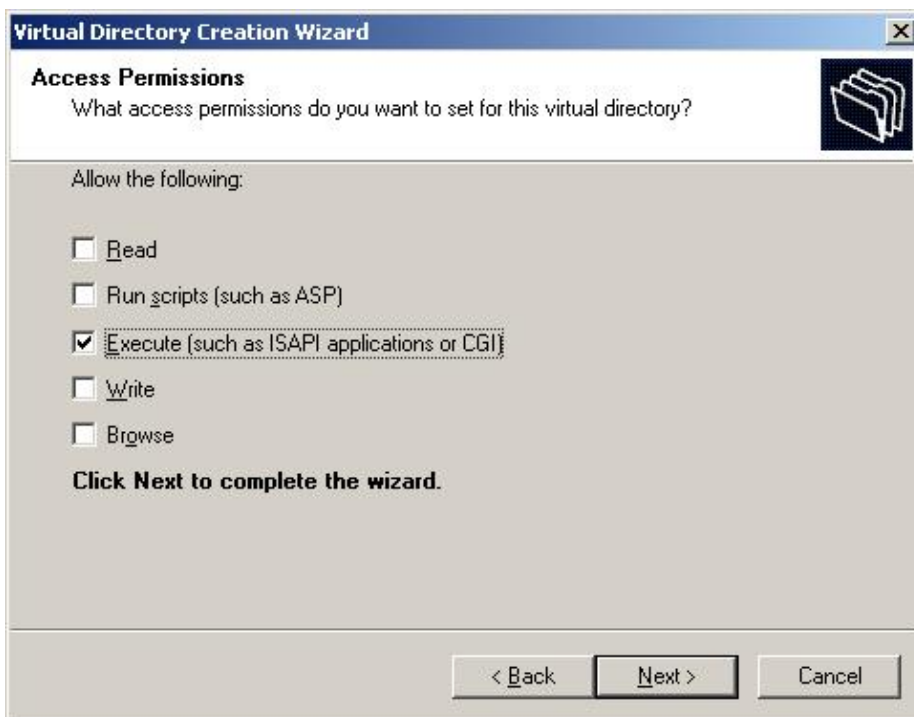 Virtual Directory Creation Wizard
Access Permissions
What access permissions do you want to set for this virtual directory?
Allow the following:
Read
Run scripts (such as ASP)
Execute (such as ISAPI applications or CGI)
Write
Browse
Click Next to complete the wizard.
< Back Next > Cancel